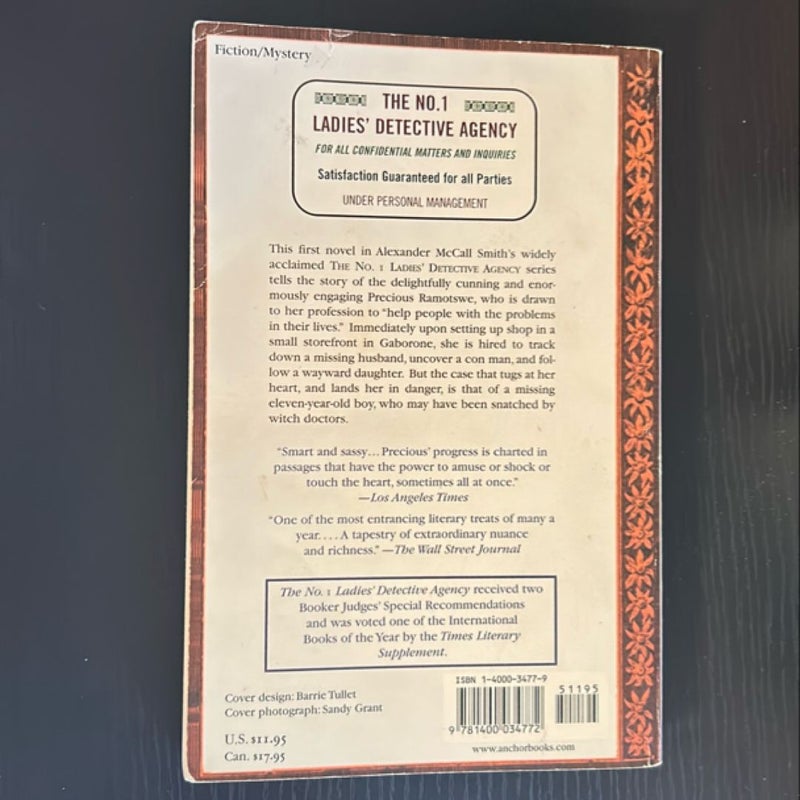 Fiction/Mystery
THE NO.1
LADIES' DETECTIVE AGENCY
FOR ALL CONFIDENTIAL MATTERS AND INQUIRIES
Satisfaction Guaranteed for all Parties
UNDER PERSONAL MANAGEMENT
This first novel in Alexander McCall Smith's widely
acclaimed THE NO. 1 LADIES' DETECTIVE AGENCY series
tells the story of the delightfully cunning and enor-
mously engaging Precious Ramotswe, who is drawn
to her profession to "help people with the problems
in their lives." Immediately upon setting up shop in a
small storefront in Gaborone, she is hired to track
down a missing husband, uncover a con man, and fol-
low a wayward daughter. But the case that tugs at her
heart, and lands her in danger, is that of a missing
eleven-year-old boy, who may have been snatched by
witch doctors.
"Smart and sassy... Precious' progress is charted in
passages that have the power to amuse or shock or
touch the heart, sometimes all at once."
—Los Angeles Times
"One of the most entrancing literary treats of many a
year.... A tapestry of extraordinary nuance
and richness." —The Wall Street Journal
The No. 1 Ladies' Detective Agency received two
Booker Judges' Special Recommendations
and was voted one of the International
Books of the Year by the Times Literary
Supplement.
ISBN 1-4000-3477-9
51195
9 781400 034772
Cover design: Barrie Tullet
Cover photograph: Sandy Grant
U.S. $11.95
Can. $17.95
www.anchorbooks.com